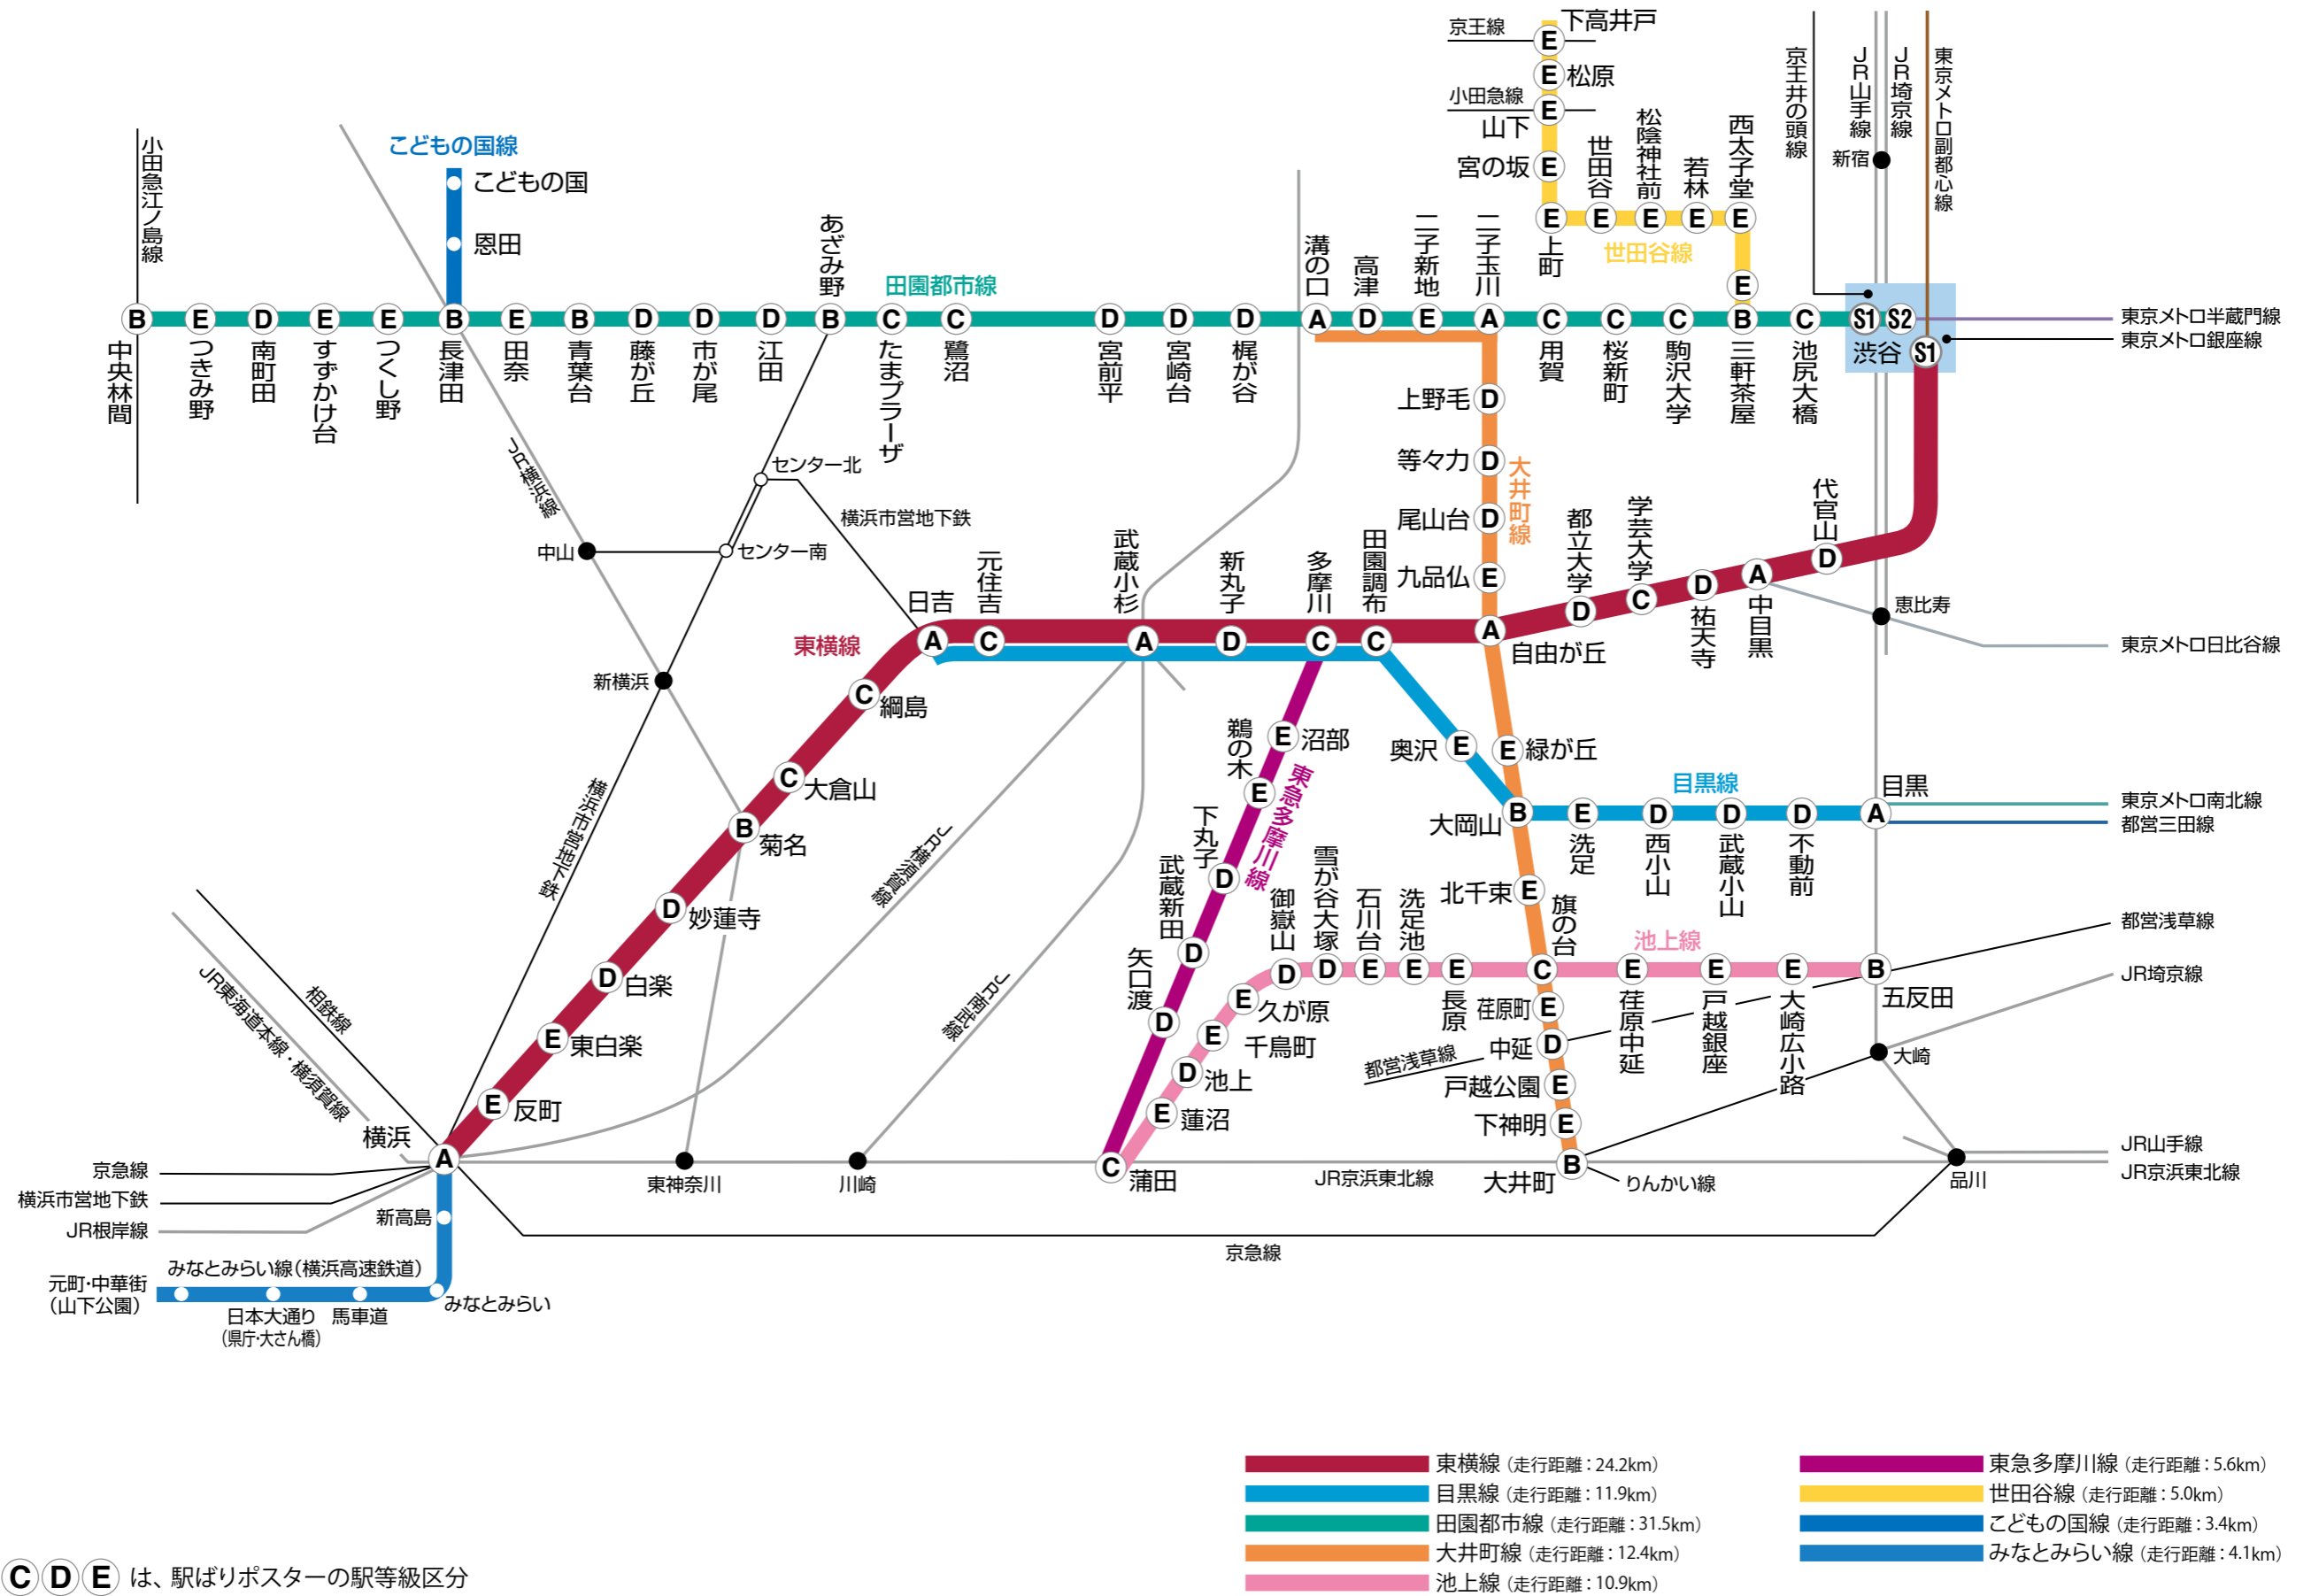 京王線
下高井戸
松原
小田急線
山下
宮の坂
世田谷
松陰神社前
若林
西太子堂
上町
世田谷線
京王井の頭線
JR山手線
JR埼京線
東京メトロ副都心線
新宿
小田急江ノ島線
こどもの国線
こどもの国
恩田
あざみ野
田園都市線
溝の口
高津
二子新地
二子玉川
B E D E E B E B D D D B C C D D D A D E A C C C B C S1 S2
E E E E E E E E E E
中央林間
つきみ野
南町田
すずかけ台
つくし野
長津田
田奈
青葉台
藤が丘
市が尾
江田
たまプラーザ
鷺沼
宮前平
宮崎台
梶が谷
用賀
桜新町
駒沢大学
三軒茶屋
池尻大橋
渋谷 S1
東京メトロ半蔵門線
東京メトロ銀座線
上野毛 D
等々力 D
尾山台 D
九品仏 E
大井町線
JR横浜線
センター北
横浜市営地下鉄
中山
センター南
日吉
元住吉
武蔵小杉
新丸子
多摩川
田園調布
都立大学
学芸大学
代官山
A C A D C C A D C D A D
自由が丘
祐天寺
中目黒
恵比寿
東京メトロ日比谷線
東横線
新横浜
C 綱島
C 大倉山
B 菊名
D 妙蓮寺
D 白楽
E 東白楽
E 反町
横浜
A
横浜市営地下鉄
JR横須賀線
JR南武線
相鉄線
JR東海道本線・横須賀線
E 沼部
鵜の木 E
東急多摩川線
下丸子 D
武蔵新田 D
矢口渡 D
奥沢 E
E 緑が丘
目黒線
目黒
大岡山 B E D D D A
洗足
西小山
武蔵小山
不動前
東京メトロ南北線
都営三田線
北千束 E
御嶽山
雪が谷大塚
石川台
洗足池
旗の台
池上線
D D E E E C E E E B
長原
荏原中延
戸越銀座
大崎広小路
五反田
都営浅草線
JR埼京線
E 久が原
E 千鳥町
D 池上
E 蓮沼
C 蒲田
荏原町 E
中延 D
戸越公園 E
下神明 E
大井町 B
都営浅草線
りんかい線
大崎
品川
JR山手線
JR京浜東北線
JR京浜東北線
東神奈川
川崎
京急線
京急線
横浜市営地下鉄
JR根岸線
新高島
みなとみらい線（横浜高速鉄道）
元町・中華街
（山下公園）
日本大通り
（県庁・大さん橋）
馬車道
みなとみらい
東横線（走行距離：24.2km）
目黒線（走行距離：11.9km）
田園都市線（走行距離：31.5km）
大井町線（走行距離：12.4km）
池上線（走行距離：10.9km）
東急多摩川線（走行距離：5.6km）
世田谷線（走行距離：5.0km）
こどもの国線（走行距離：3.4km）
みなとみらい線（走行距離：4.1km）
C D E は、駅ばりポスターの駅等級区分